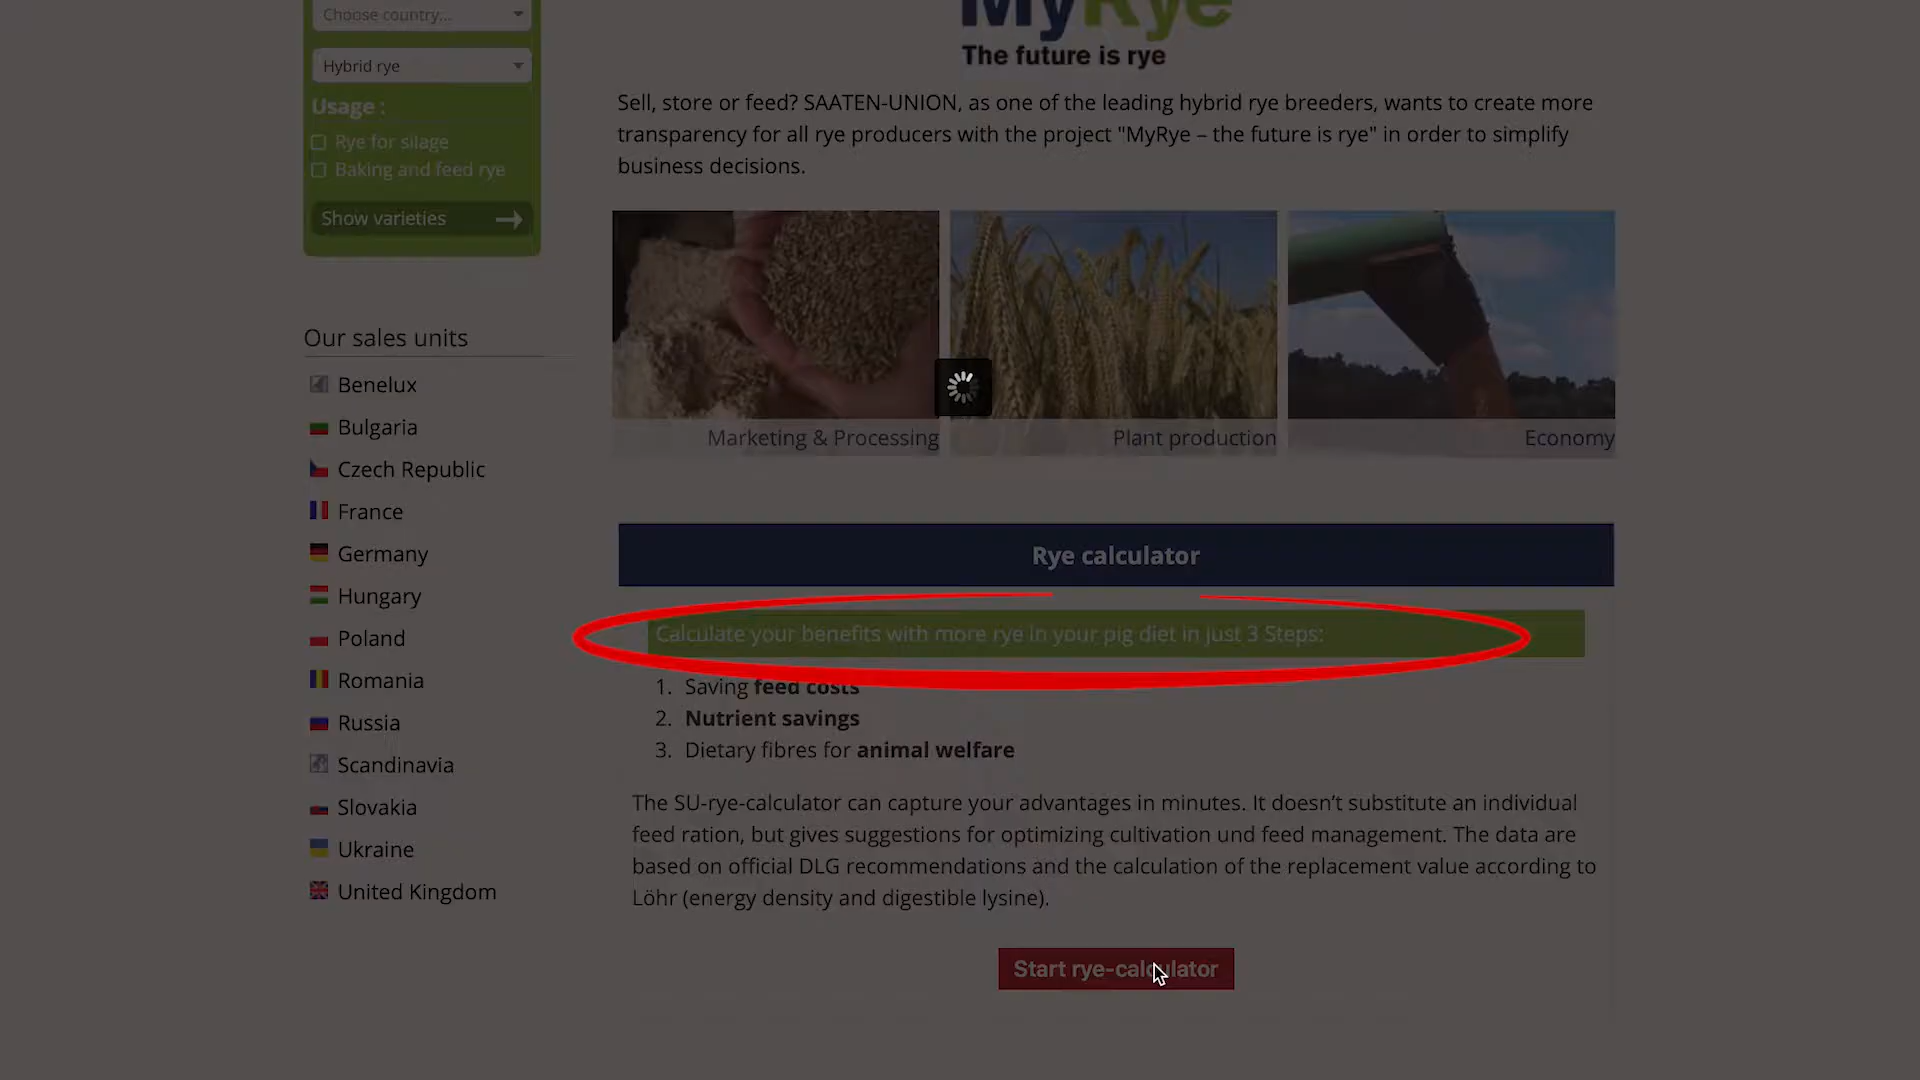 Choose country...
Hybrid rye
Usage :
Rye for silage
Baking and feed rye
Show varieties
Our sales units
Benelux
Bulgaria
Czech Republic
France
Germany
Hungary
Poland
Romania
Russia
Scandinavia
Slovakia
Ukraine
United Kingdom
MyRye
The future is rye
Sell, store or feed? SAATEN-UNION, as one of the leading hybrid rye breeders, wants to create more
transparency for all rye producers with the project "MyRye – the future is rye" in order to simplify
business decisions.
Marketing & Processing
Plant production
Economy
Rye calculator
Calculate your benefits with more rye in your pig diet in just 3 Steps:
1. Saving feed costs
2. Nutrient savings
3. Dietary fibres for animal welfare
The SU-rye-calculator can capture your advantages in minutes. It doesn’t substitute an individual
feed ration, but gives suggestions for optimizing cultivation und feed management. The data are
based on official DLG recommendations and the calculation of the replacement value according to
Löhr (energy density and digestible lysine).
Start rye-calculator